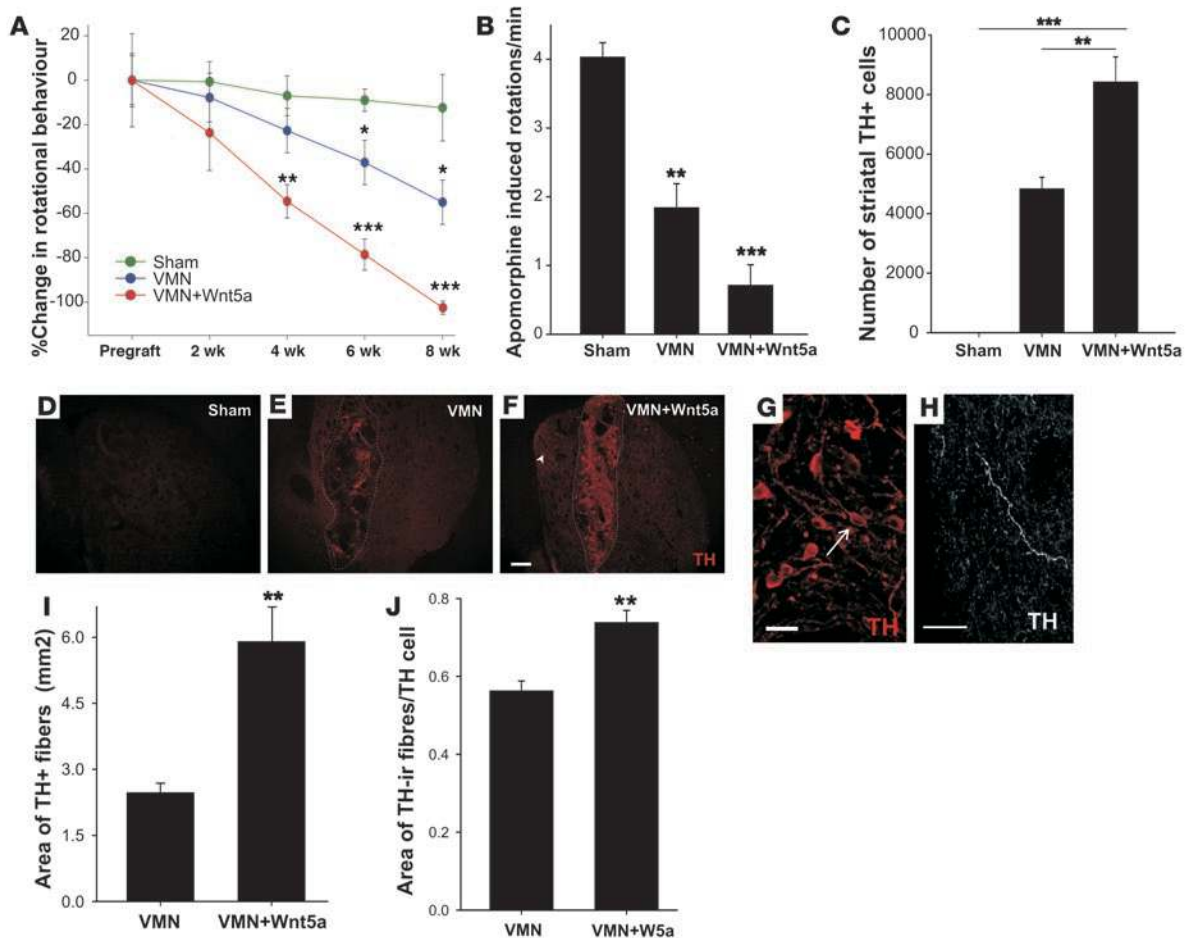 A
%Change in rotational behaviour
20
0
-20
-40
-60
-80
-100
*
*
**
***
***
Sham
VMN
VMN+Wnt5a
Pregraft 2 wk 4 wk 6 wk 8 wk
B
Apomorphine induced rotations/min
4
3
2
1
0
**
***
Sham VMN VMN+Wnt5a
C
Number of striatal TH+ cells
10000
8000
6000
4000
2000
0
***
**
Sham VMN VMN+Wnt5a
D Sham
E VMN
F VMN+Wnt5a
TH
G
TH
H
TH
I
Area of TH+ fibers (mm2)
6.0
4.5
3.0
1.5
0.0
**
VMN VMN+Wnt5a
J
Area of TH-ir fibres/TH cell
0.8
0.6
0.4
0.2
0.0
**
VMN VMN+W5a